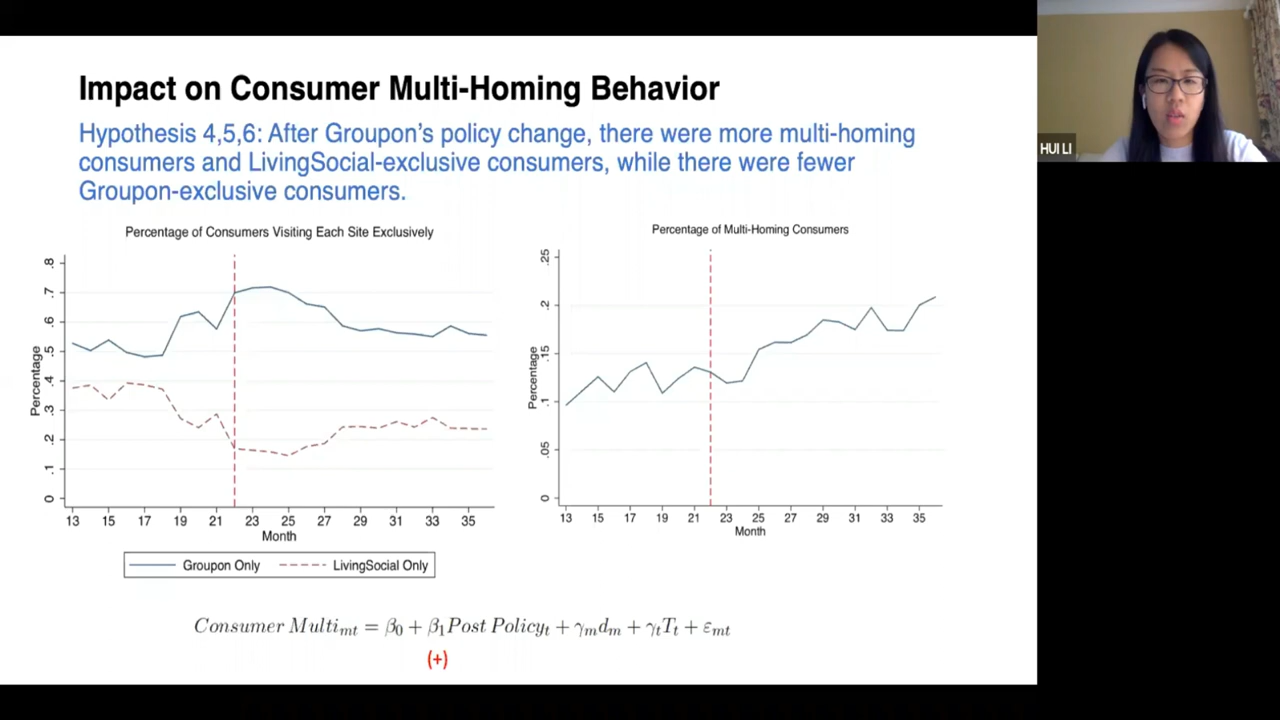 Impact on Consumer Multi-Homing Behavior
Hypothesis 4,5,6: After Groupon's policy change, there were more multi-homing
consumers and LivingSocial-exclusive consumers, while there were fewer
Groupon-exclusive consumers.
Percentage of Consumers Visiting Each Site Exclusively
Percentage
0 .1 .2 .3 .4 .5 .6 .7 .8
13 15 17 19 21 23 25 27 29 31 33 35
Month
Groupon Only LivingSocial Only
Percentage of Multi-Homing Consumers
Percentage
0 .05 .1 .15 .2 .25
13 15 17 19 21 23 25 27 29 31 33 35
Month
Consumer Multi_mt = β_0 + β_1 Post Policy_t + γ_m d_m + γ_t T_t + ε_mt
(+)
HUI LI